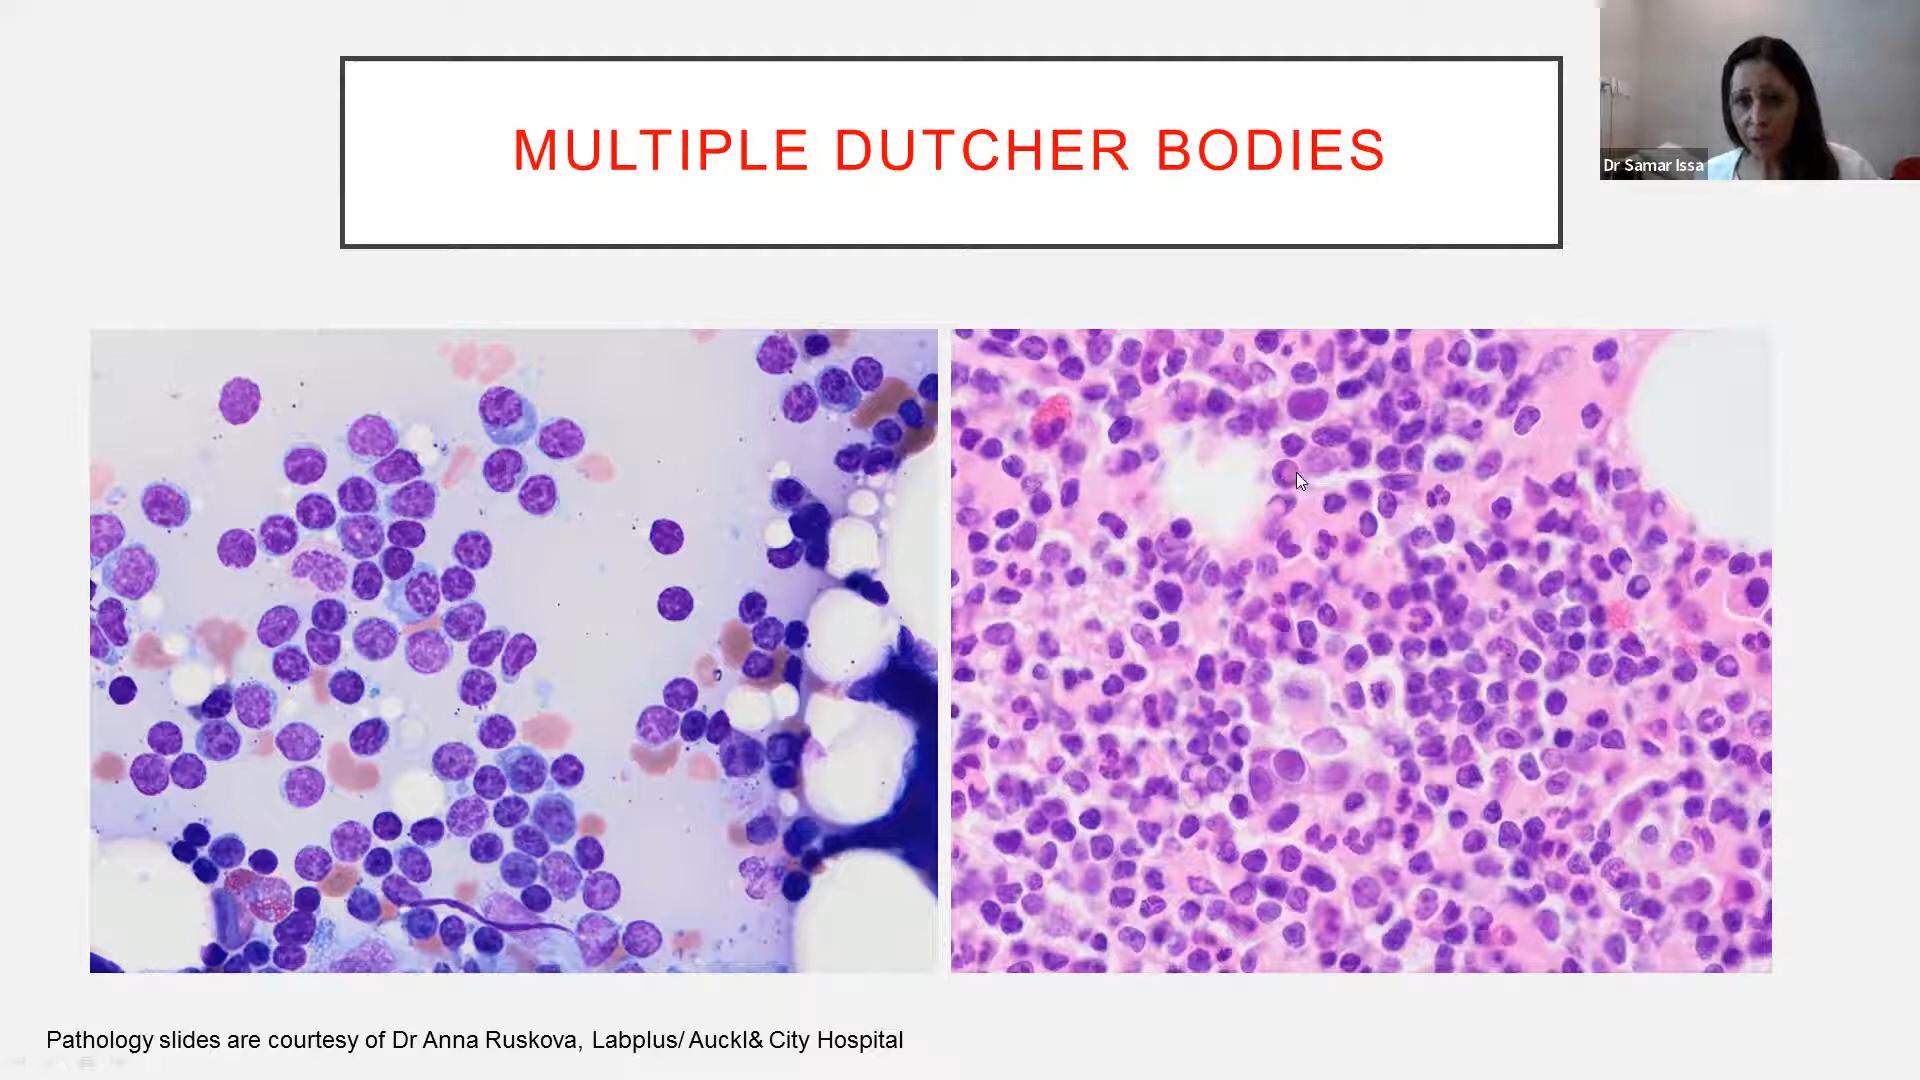 MULTIPLE DUTCHER BODIES
Dr Samar Issa
Pathology slides are courtesy of Dr Anna Ruskova, Labplus/ Auckl& City Hospital